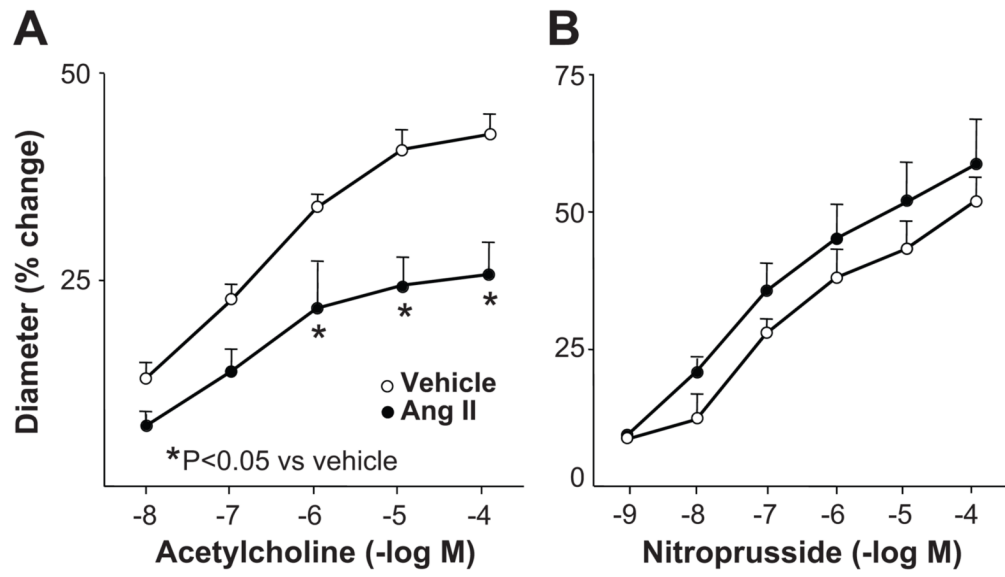 A
B
Diameter (% change)
50
25
*
*
*
Vehicle
Ang II
*P<0.05 vs vehicle
-8
-7
-6
-5
-4
Acetylcholine (-log M)
75
50
25
0
-9
-8
-7
-6
-5
-4
Nitroprusside (-log M)